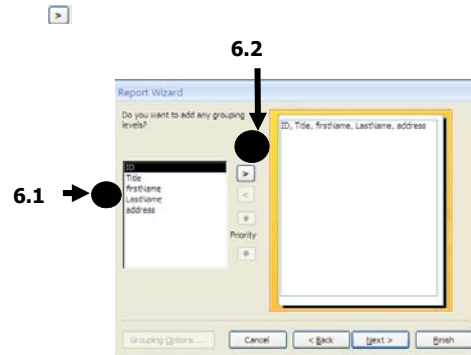 >
6.2
Report Wizard
Do you want to add any grouping
levels?
ID, Title, firstName, LastName, address
ID
Title
firstName
LastName
address
>
<
6.1
Priority
Grouping Options ...
Cancel
< Back
Next >
Finish